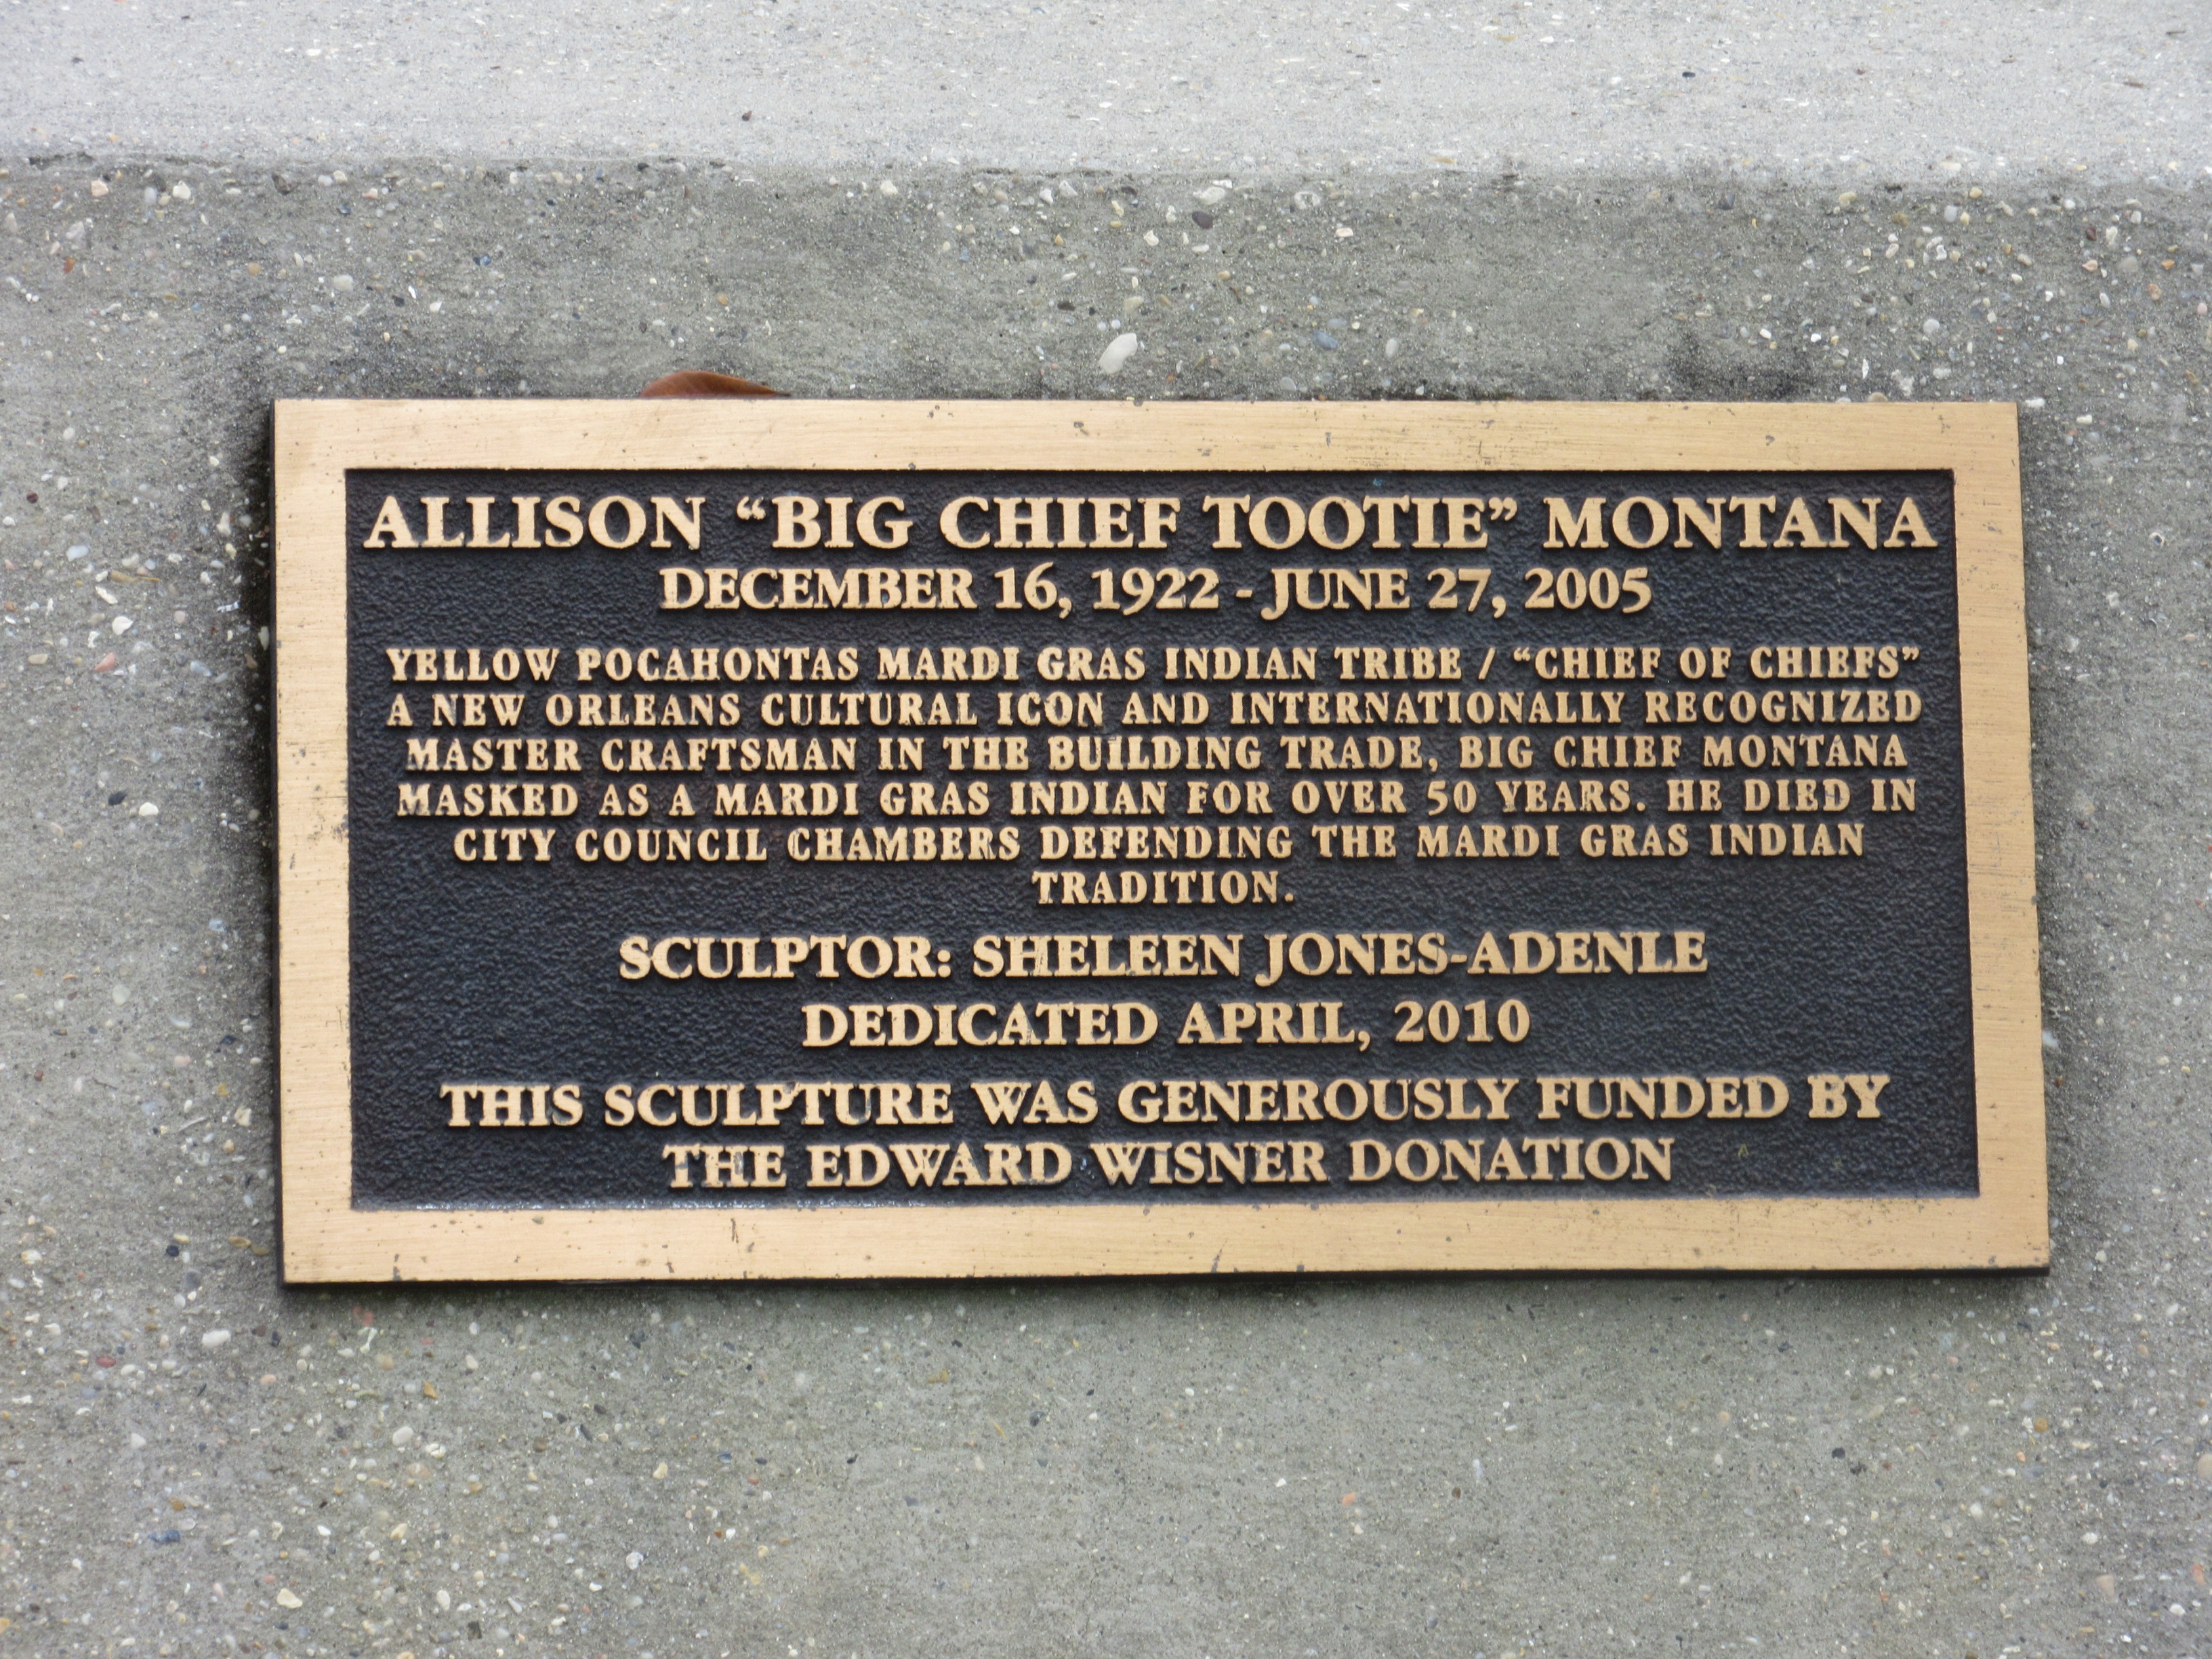 ALLISON “BIG CHIEF TOOTIE” MONTANA
DECEMBER 16, 1922 - JUNE 27, 2005
YELLOW POCAHONTAS MARDI GRAS INDIAN TRIBE / “CHIEF OF CHIEFS”
A NEW ORLEANS CULTURAL ICON AND INTERNATIONALLY RECOGNIZED
MASTER CRAFTSMAN IN THE BUILDING TRADE, BIG CHIEF MONTANA
MASKED AS A MARDI GRAS INDIAN FOR OVER 50 YEARS. HE DIED IN
CITY COUNCIL CHAMBERS DEFENDING THE MARDI GRAS INDIAN
TRADITION.
SCULPTOR: SHELEEN JONES-ADENLE
DEDICATED APRIL, 2010
THIS SCULPTURE WAS GENEROUSLY FUNDED BY
THE EDWARD WISNER DONATION